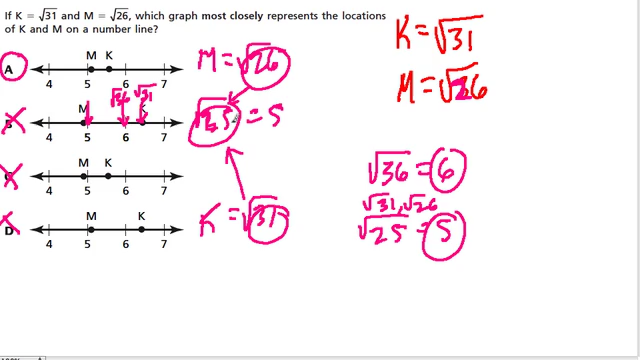 If K = √31 and M = √26, which graph most closely represents the locations
of K and M on a number line?
K = √31
M = √26
A
M K
4 5 6 7
M = √26
√36 √31
B
M
4 5 6 7
√25 = 5
√36 = 6
√31, √26
√25 = 5
C
M K
4 5 6 7
K = √31
D
M K
4 5 6 7